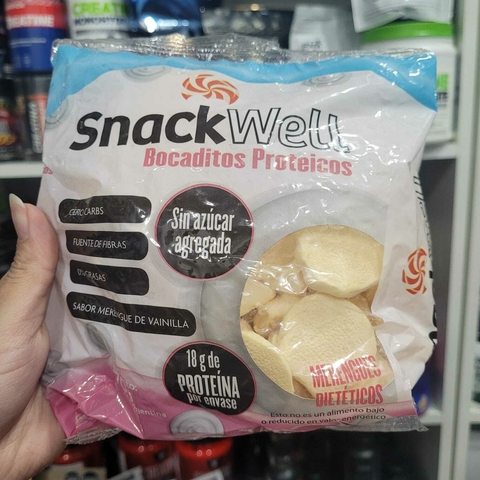 SnackWell
Bocaditos Proteicos
CERO CARBS
FUENTE DE FIBRAS
0% GRASAS
SABOR MERENGUE DE VAINILLA
Sin azúcar
agregada
18 g de
PROTEÍNA
por envase
MERENGUES
DIETÉTICOS
Esto no es un alimento bajo
o reducido en valor energético
CREATINE